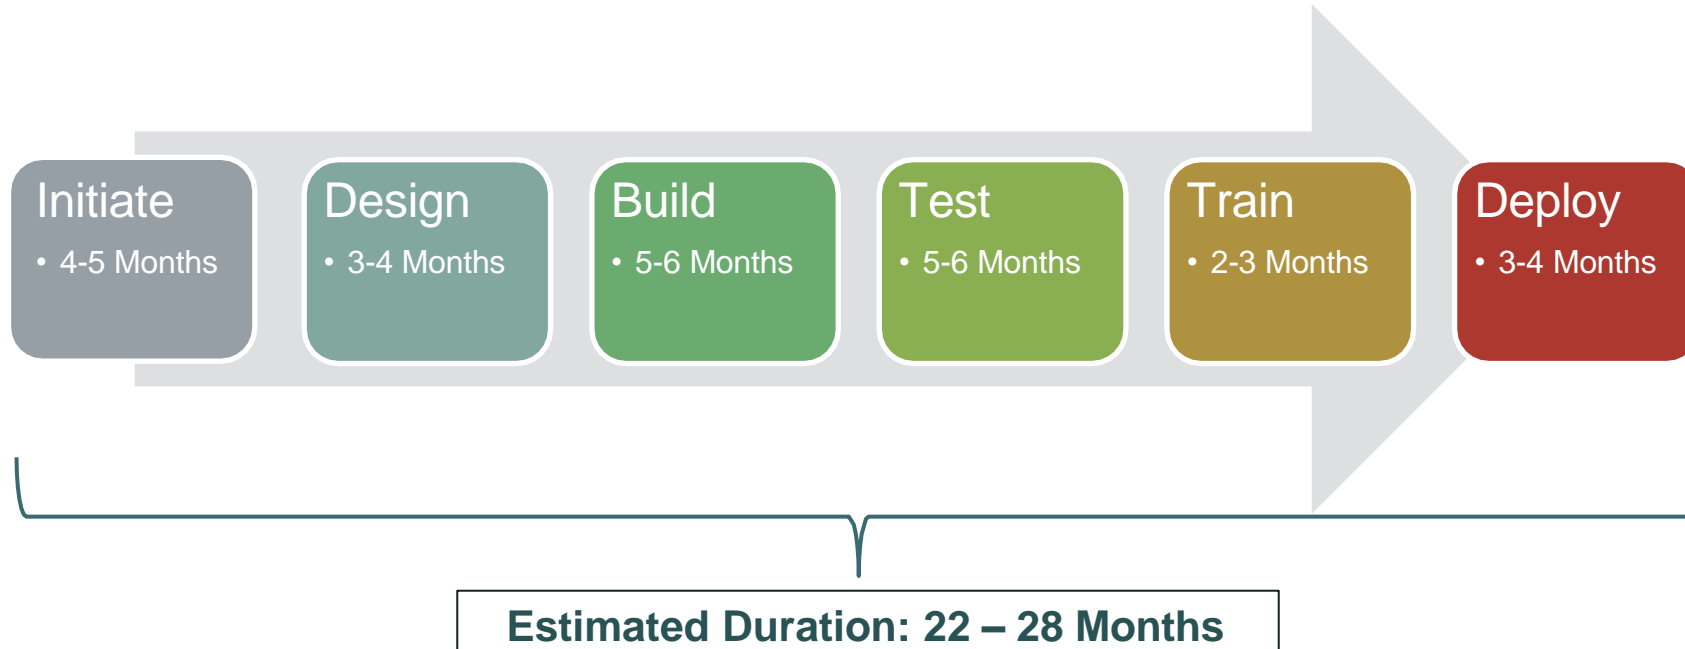 Initiate
• 4-5 Months
Design
• 3-4 Months
Build
• 5-6 Months
Test
• 5-6 Months
Train
• 2-3 Months
Deploy
• 3-4 Months
Estimated Duration: 22 – 28 Months